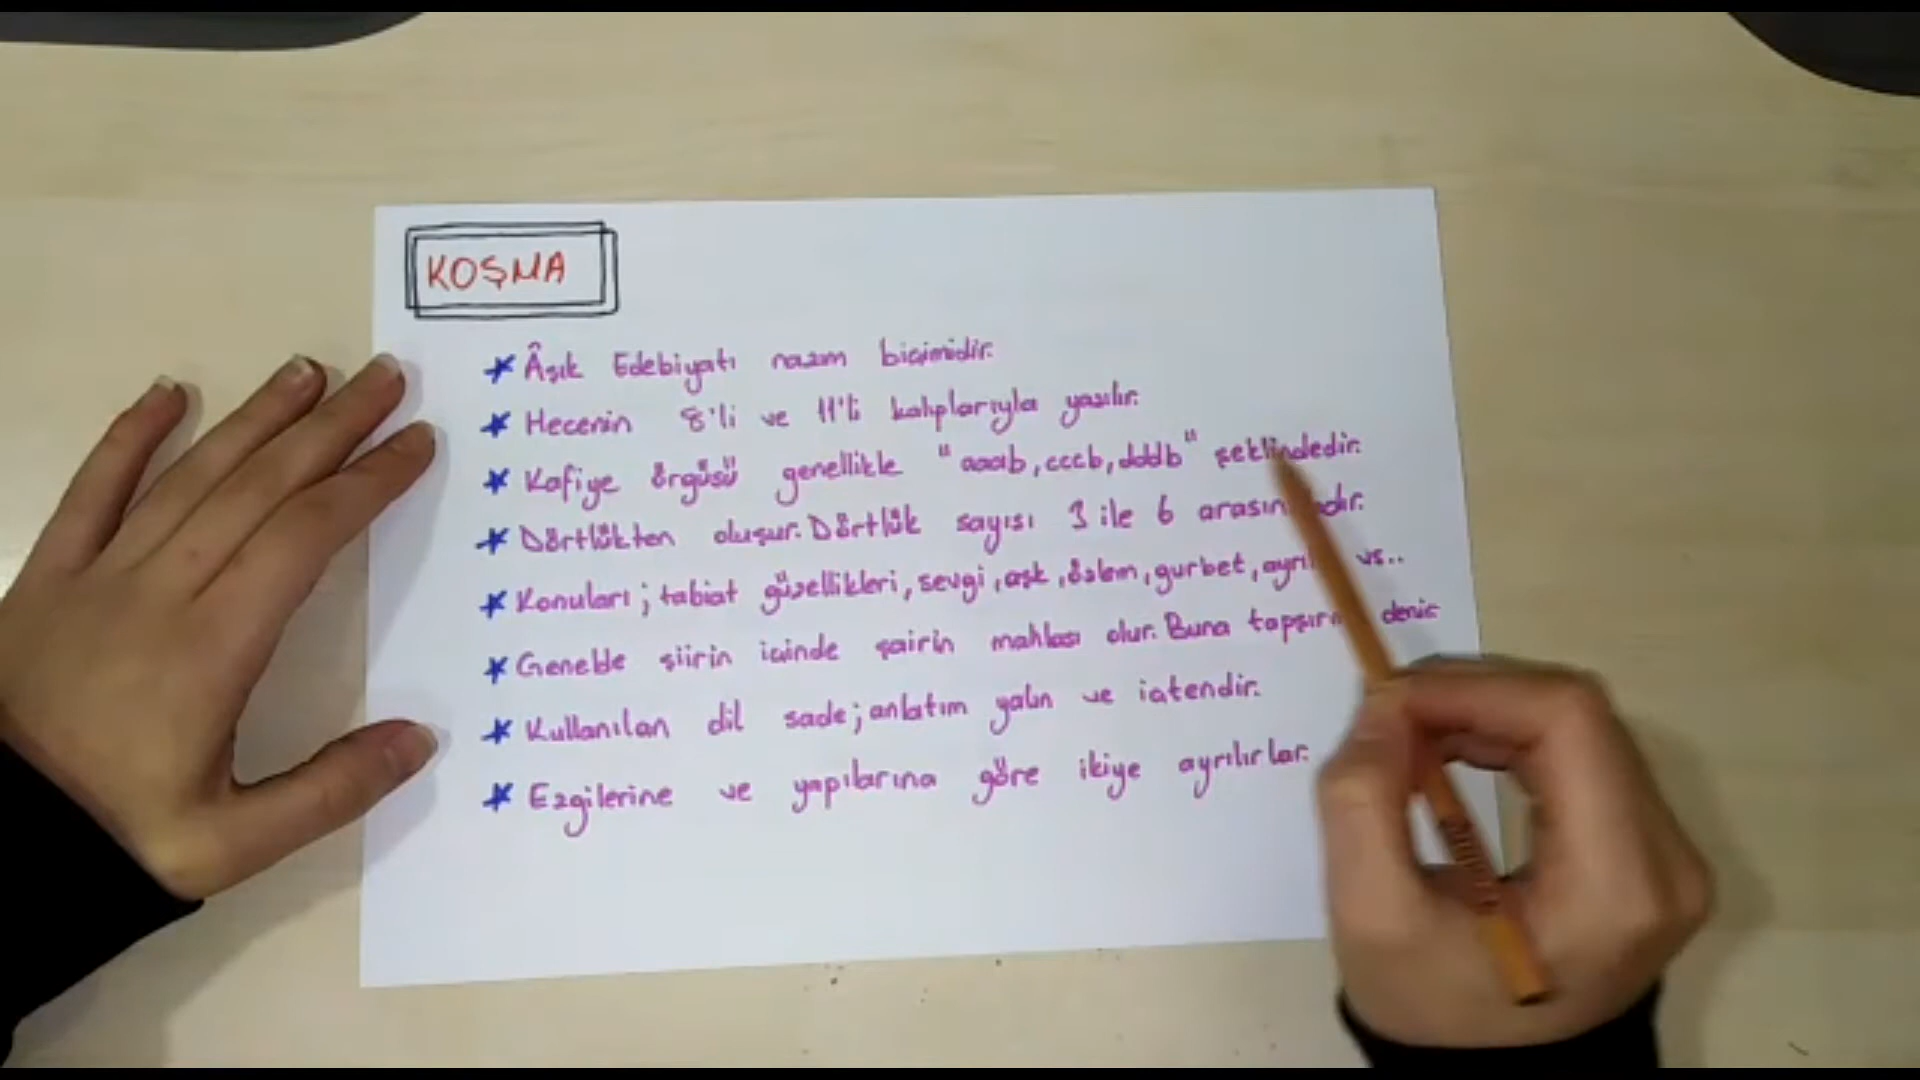 KOŞMA
Âşık Edebiyatı nazım biçimidir.
Hecenin 8'li ve 11'li kalıplarıyla yazılır.
Kafiye örgüsü genellikle "aaab, cccb, dddb" şeklindedir.
Dörtlükten oluşur. Dörtlük sayısı 3 ile 6
Konuları; tabiat güzellikleri, sevgi, aşk, özlem, gurbet, vs..
Genelde şiirin içinde şairin mahlası olur. Buna denir.
Kullanılan dil sade; anlatım yalın ve içtendir.
Ezgilerine ve yapılarına göre ikiye ayrılırlar.